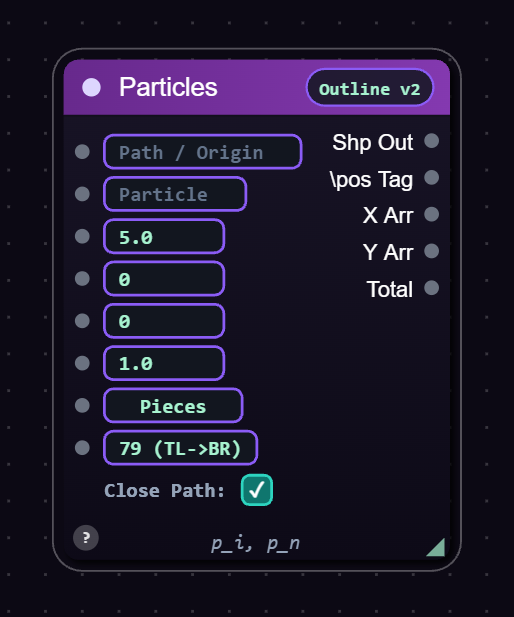 Particles
Outline v2
Path / Origin
Shp Out
Particle
\pos Tag
5.0
X Arr
0
Y Arr
0
Total
1.0
Pieces
79 (TL->BR)
Close Path:
?
p_i, p_n